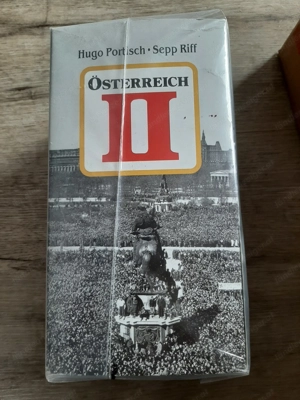 Hugo Portisch • Sepp Riff
ÖSTERREICH
II